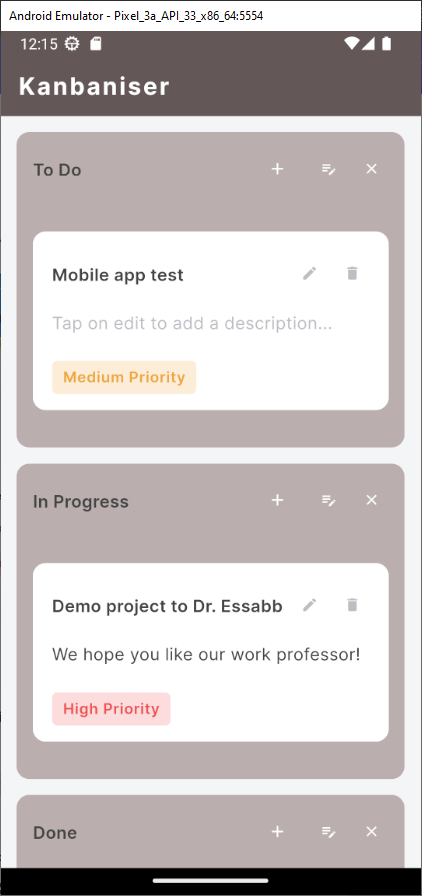 Android Emulator - Pixel_3a_API_33_x86_64:5554
12:15
Kanbaniser
To Do
Mobile app test
Tap on edit to add a description...
Medium Priority
In Progress
Demo project to Dr. Essabb
We hope you like our work professor!
High Priority
Done